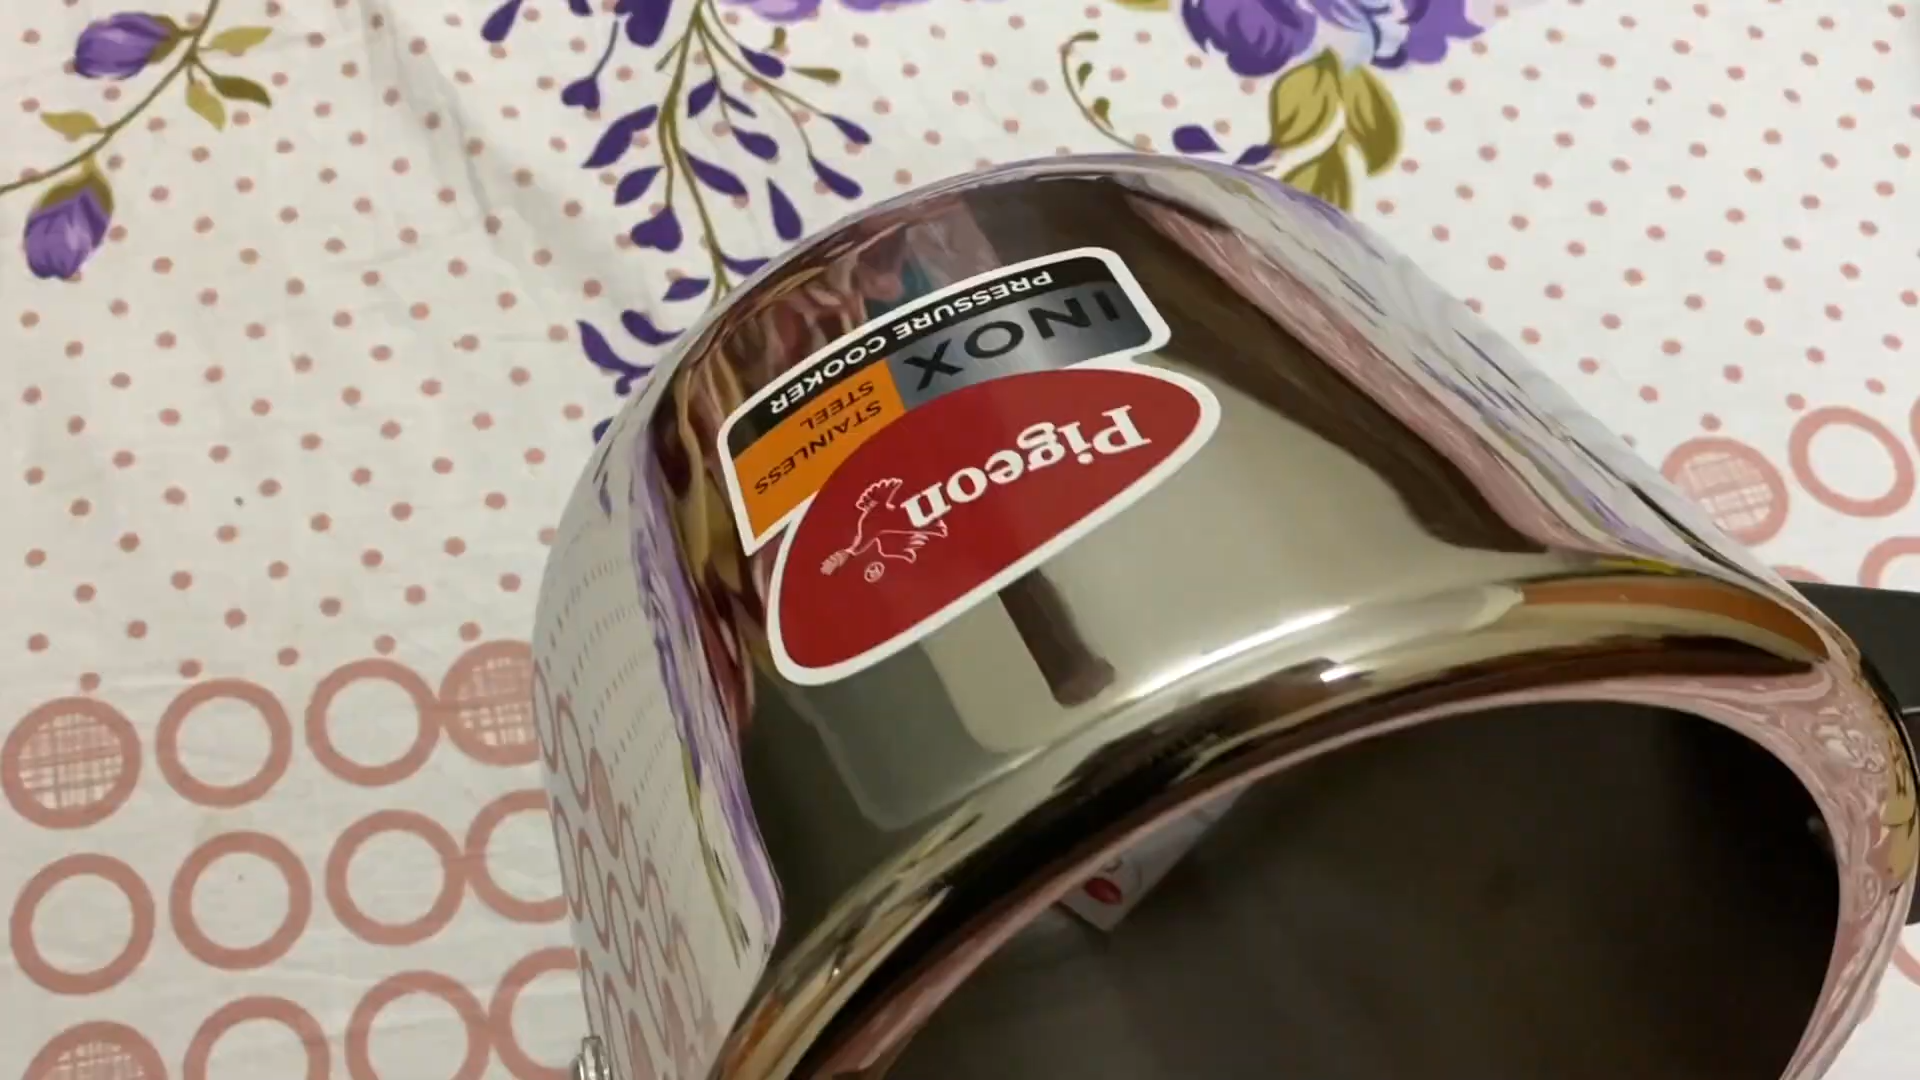 Pigeon
®
STAINLESS
STEEL
INOX
PRESSURE COOKER